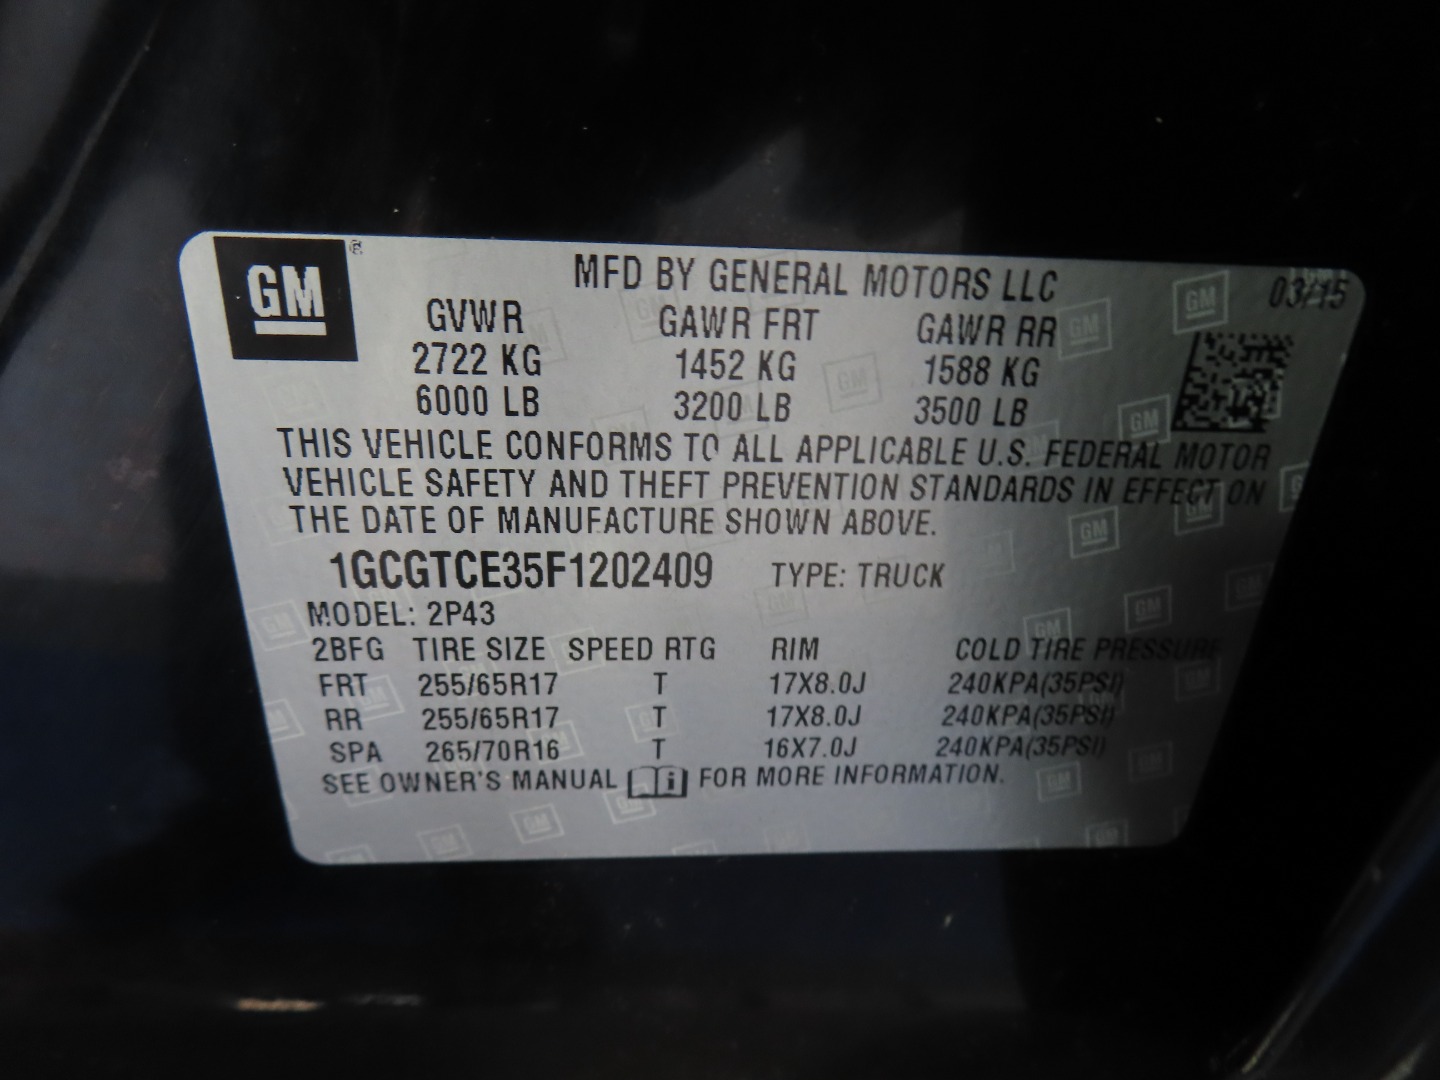 GM ®
MFD BY GENERAL MOTORS LLC 03/15
GVWR GAWR FRT GAWR RR
2722 KG 1452 KG 1588 KG
6000 LB 3200 LB 3500 LB
THIS VEHICLE CONFORMS TO ALL APPLICABLE U.S. FEDERAL MOTOR
VEHICLE SAFETY AND THEFT PREVENTION STANDARDS IN EFFECT ON
THE DATE OF MANUFACTURE SHOWN ABOVE.
1GCGTCE35F1202409 TYPE: TRUCK
MODEL: 2P43
2BFG TIRE SIZE SPEED RTG RIM COLD TIRE PRESSURE
FRT 255/65R17 T 17X8.0J 240KPA(35PSI)
RR 255/65R17 T 17X8.0J 240KPA(35PSI)
SPA 265/70R16 T 16X7.0J 240KPA(35PSI)
SEE OWNER'S MANUAL i FOR MORE INFORMATION.